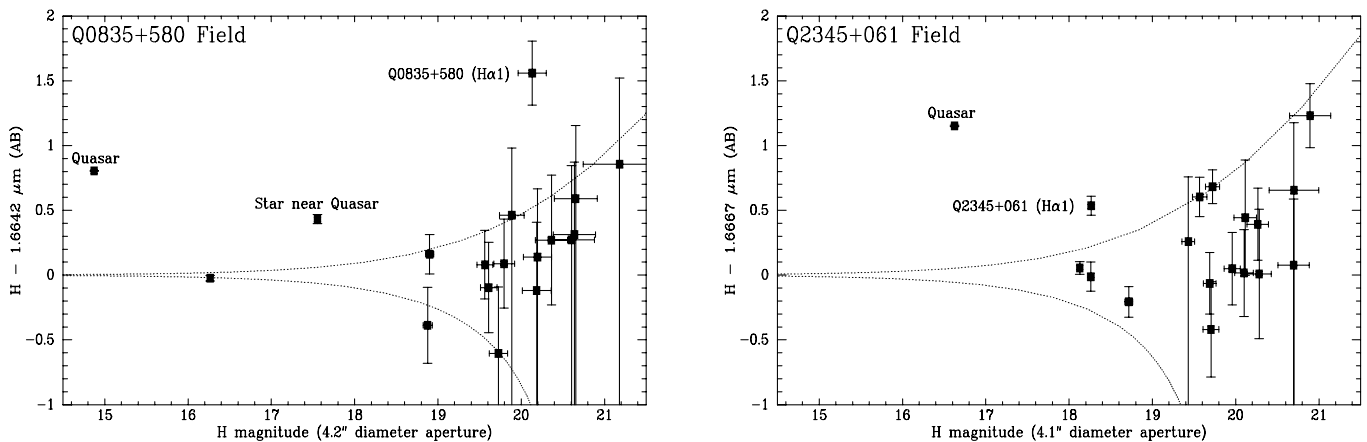 Q0835+580 Field
Q0835+580 (Hα1)
Quasar
Star near Quasar
H − 1.6642 μm (AB)
2
1.5
1
0.5
0
−0.5
−1
15 16 17 18 19 20 21
H magnitude (4.2" diameter aperture)
Q2345+061 Field
Quasar
Q2345+061 (Hα1)
H − 1.6667 μm (AB)
2
1.5
1
0.5
0
−0.5
−1
15 16 17 18 19 20 21
H magnitude (4.1" diameter aperture)